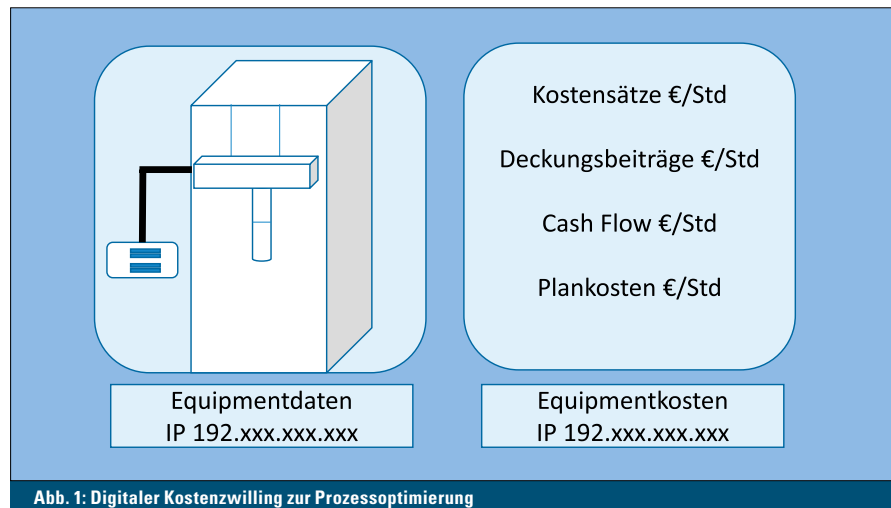 Kostensätze €/Std
Deckungsbeiträge €/Std
Cash Flow €/Std
Plankosten €/Std
Equipmentdaten
IP 192.xxx.xxx.xxx
Equipmentkosten
IP 192.xxx.xxx.xxx
Abb. 1: Digitaler Kostenzwilling zur Prozessoptimierung